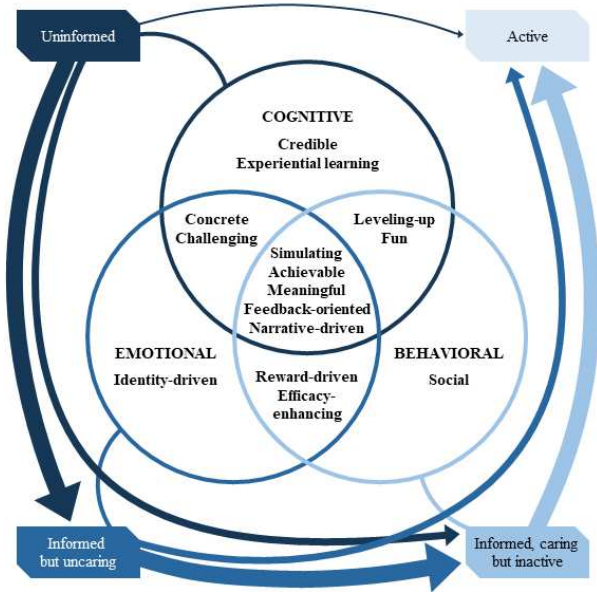 Uninformed
Active
COGNITIVE
Credible
Experiential learning
Concrete
Challenging
Leveling-up
Fun
Simulating
Achievable
Meaningful
Feedback-oriented
Narrative-driven
EMOTIONAL
Identity-driven
BEHAVIORAL
Social
Reward-driven
Efficacy-
enhancing
Informed
but uncaring
Informed, caring
but inactive